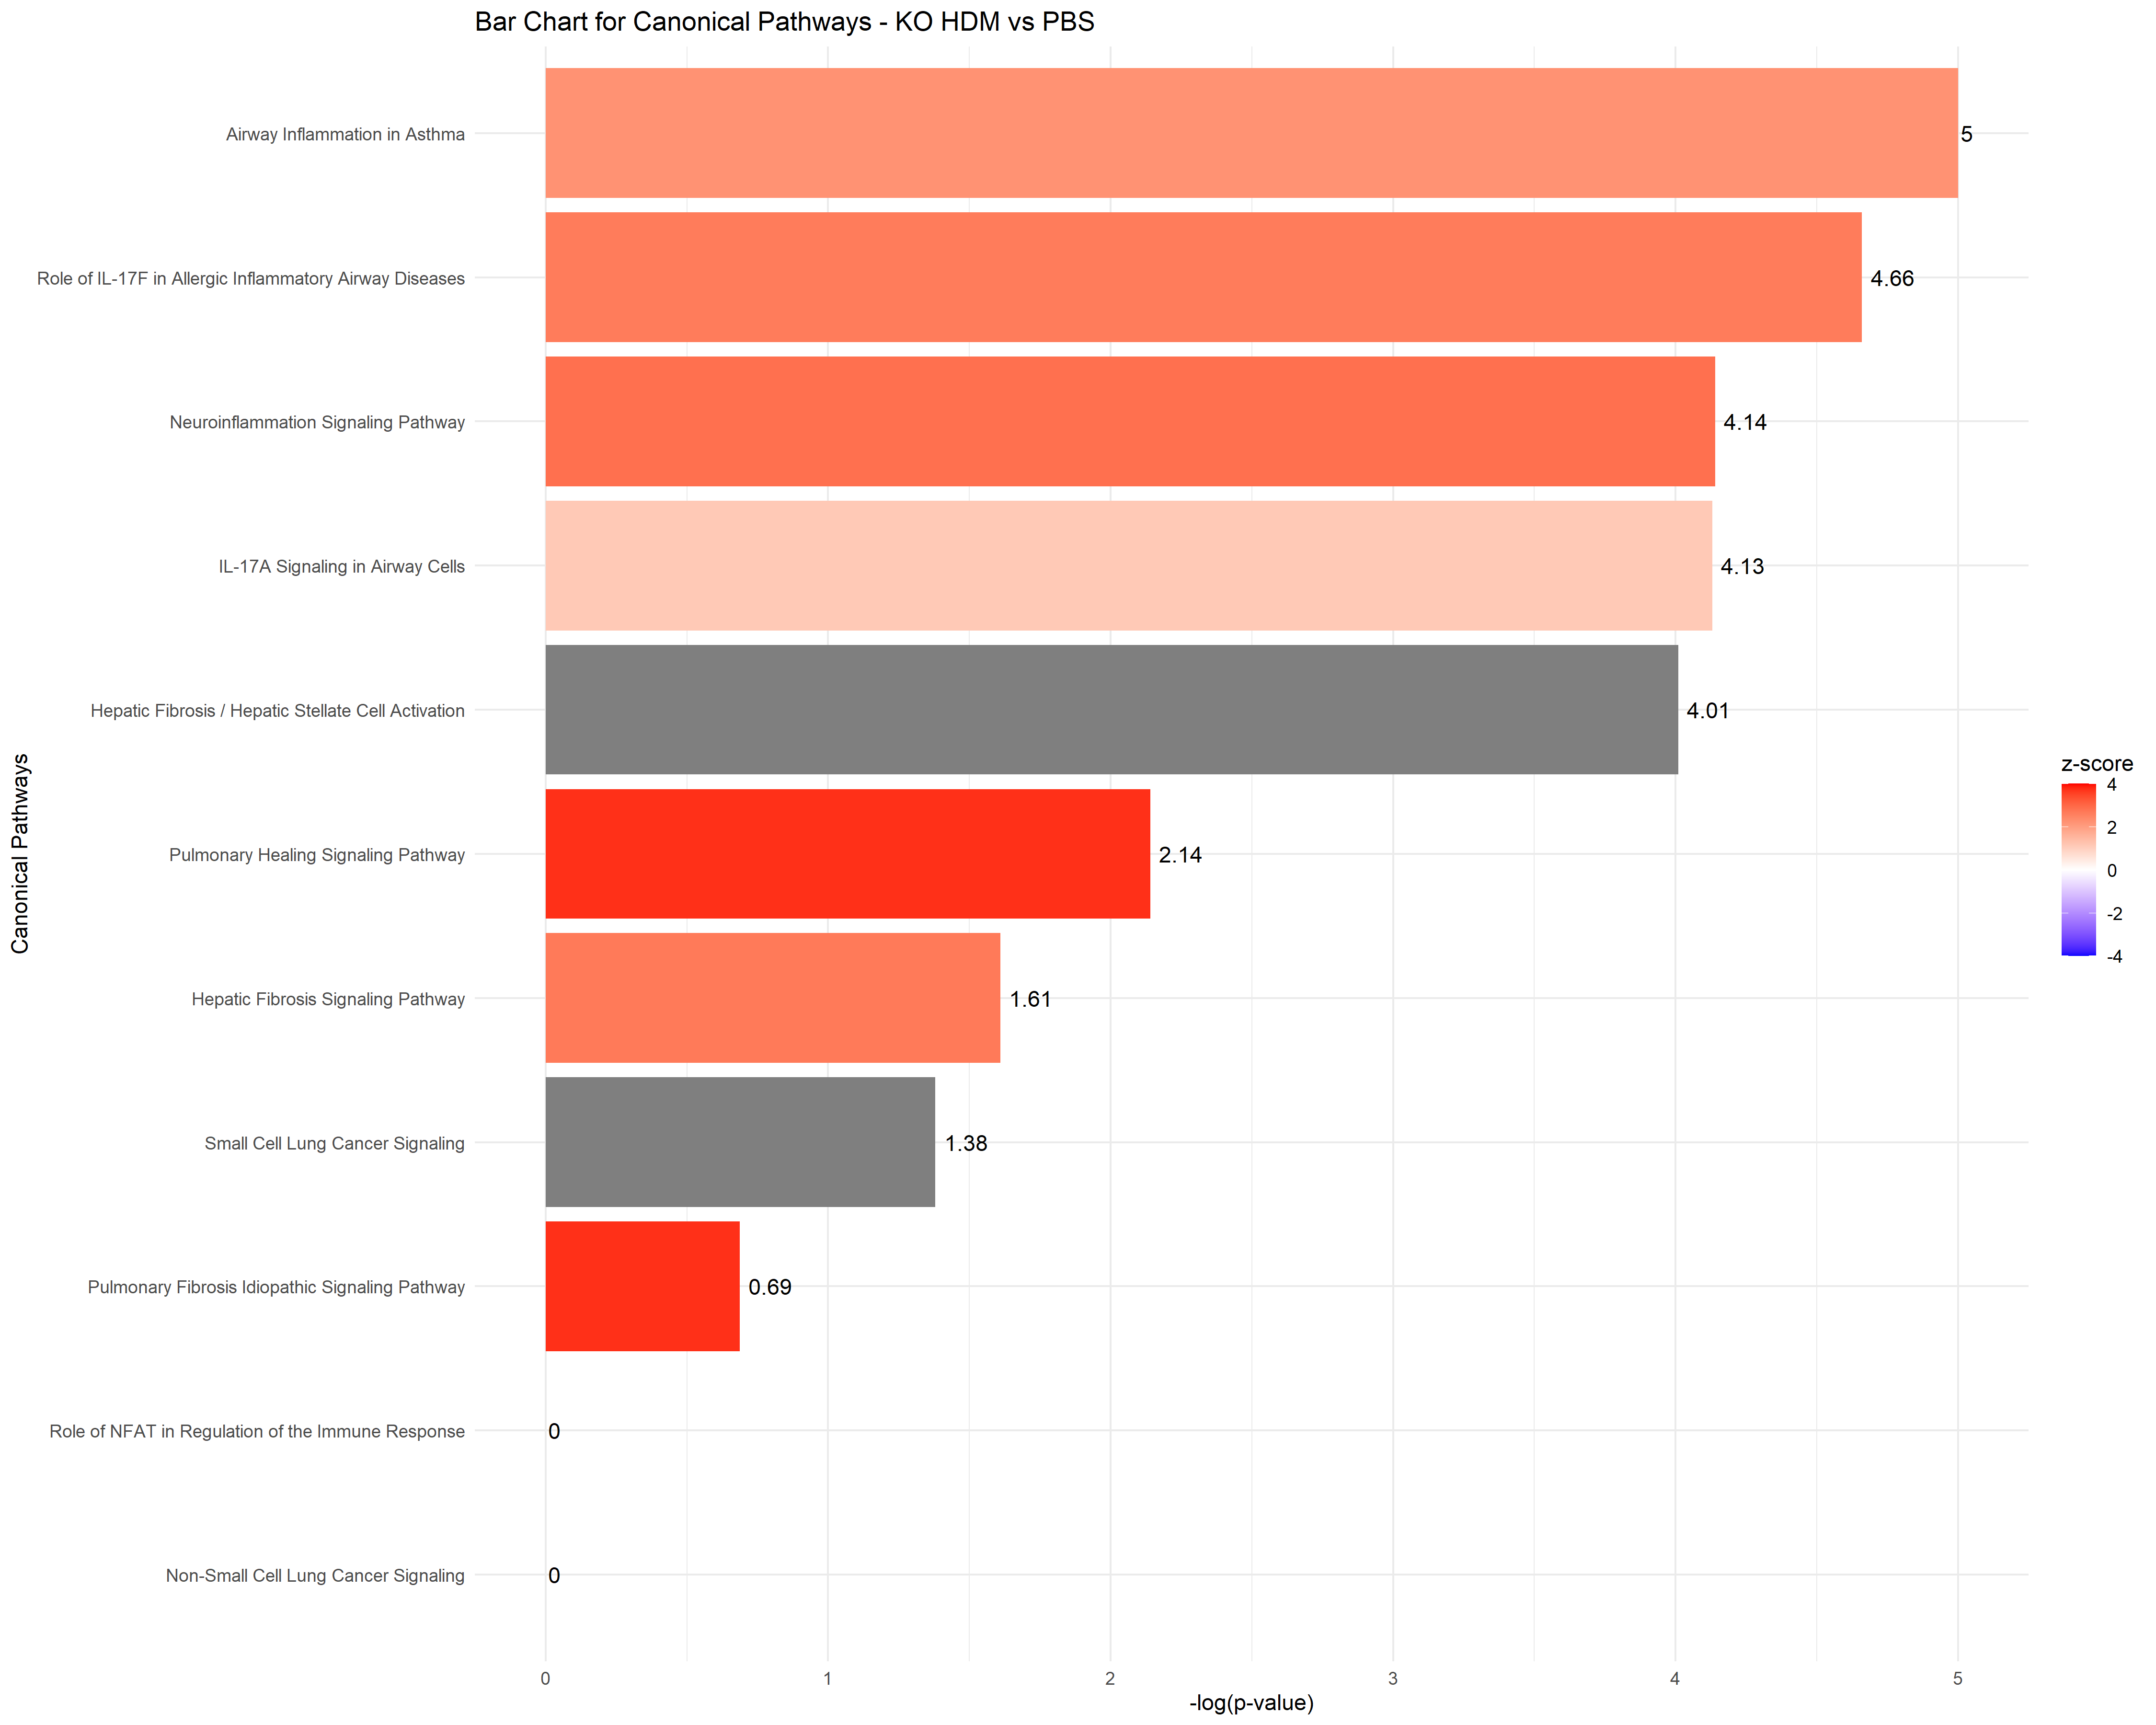 Bar Chart for Canonical Pathways - KO HDM vs PBS
Airway Inflammation in Asthma
5
Role of IL-17F in Allergic Inflammatory Airway Diseases
4.66
Neuroinflammation Signaling Pathway
4.14
IL-17A Signaling in Airway Cells
4.13
Hepatic Fibrosis / Hepatic Stellate Cell Activation
4.01
Pulmonary Healing Signaling Pathway
2.14
Hepatic Fibrosis Signaling Pathway
1.61
Small Cell Lung Cancer Signaling
1.38
Pulmonary Fibrosis Idiopathic Signaling Pathway
0.69
Role of NFAT in Regulation of the Immune Response
0
Non-Small Cell Lung Cancer Signaling
0
Canonical Pathways
0
1
2
3
4
5
-log(p-value)
z-score
4
2
0
-2
-4